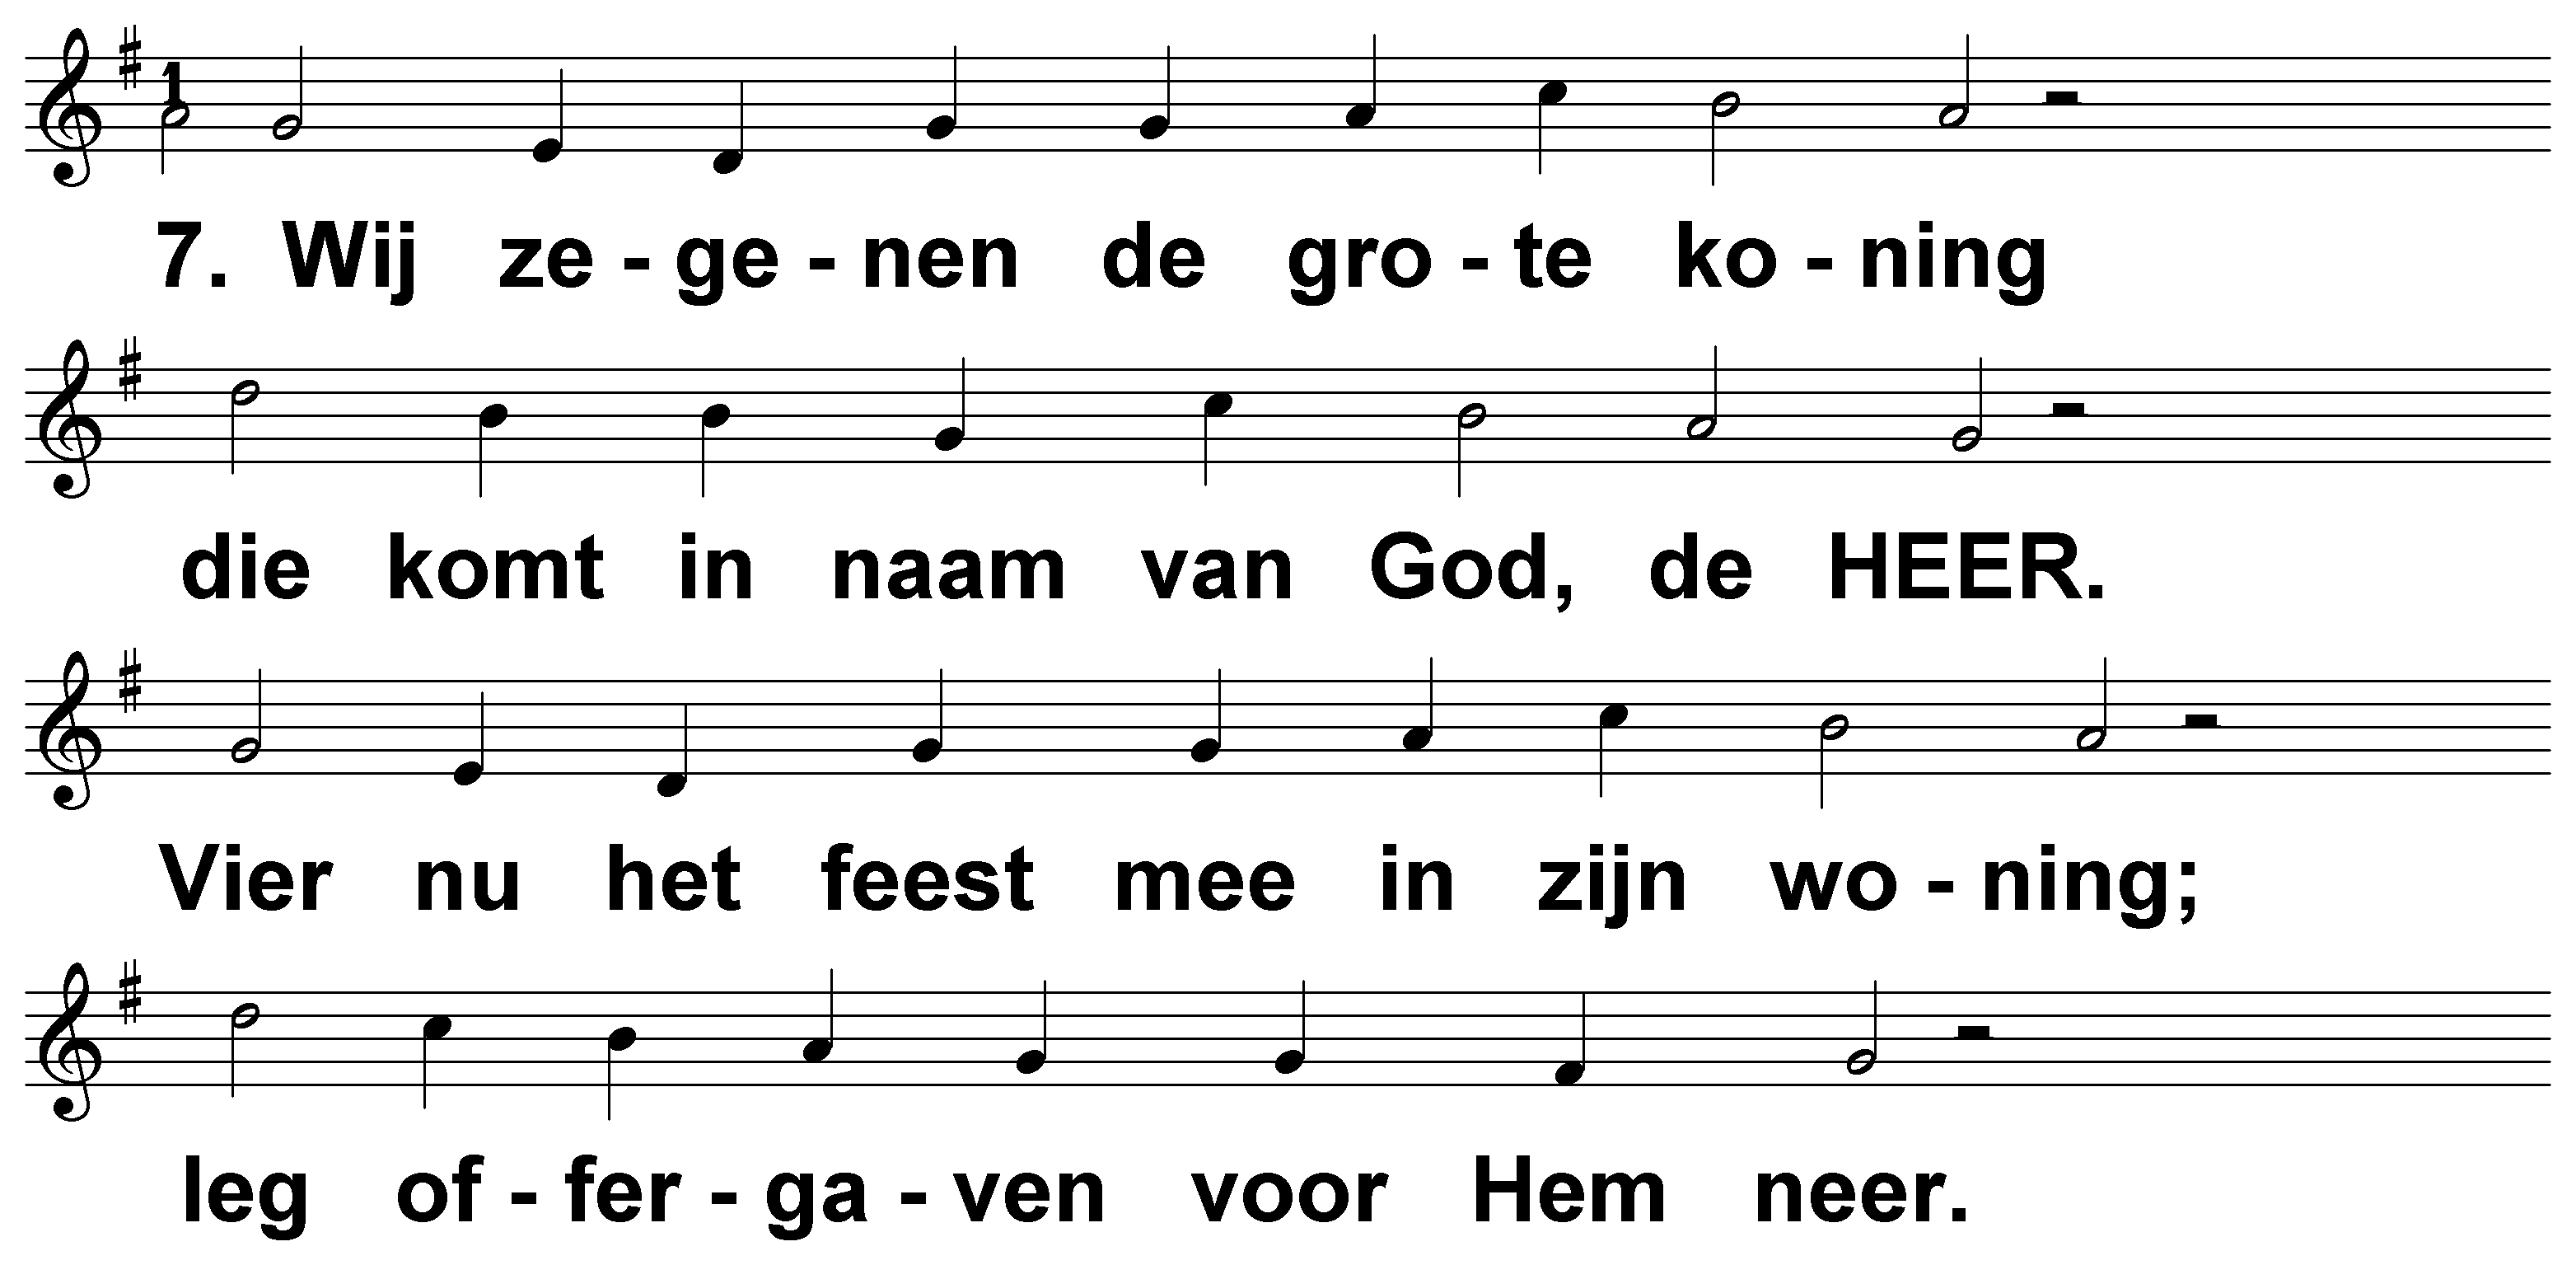 7. Wij ze - ge - nen de gro - te ko - ning
die komt in naam van God, de HEER.
Vier nu het feest mee in zijn wo - ning;
leg of - fer - ga - ven voor Hem neer.